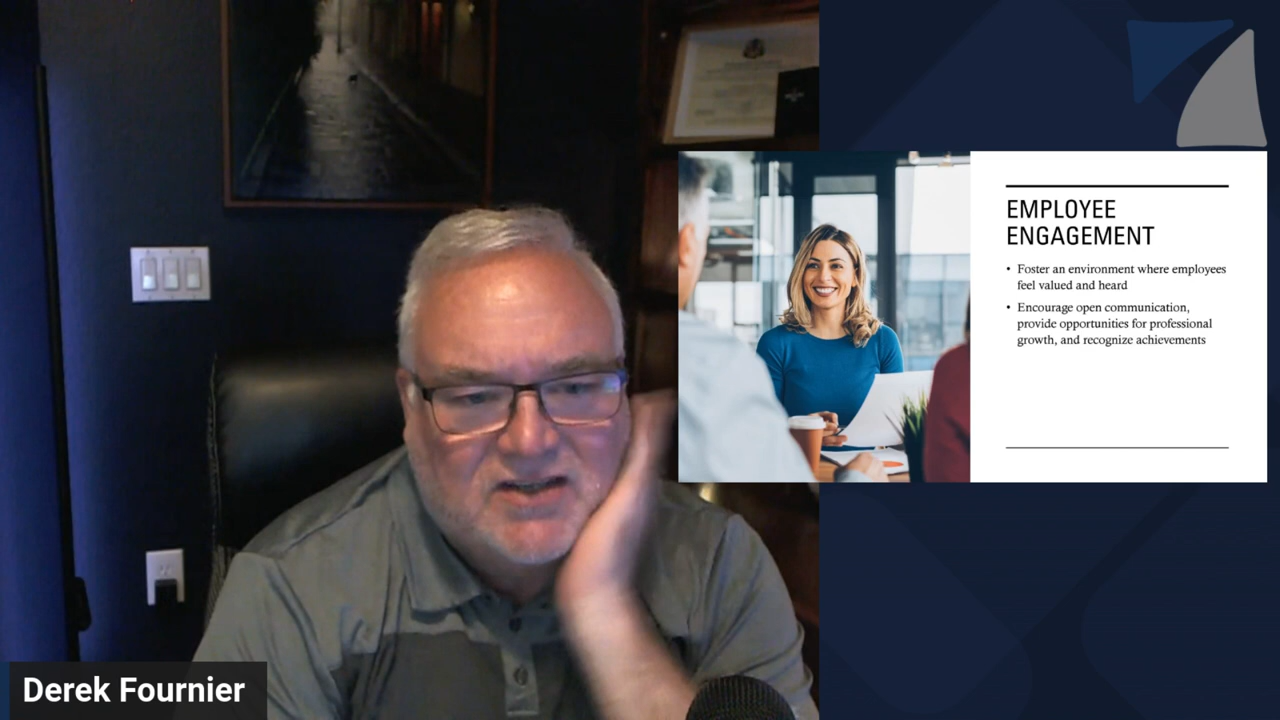 EMPLOYEE
ENGAGEMENT
• Foster an environment where employees
feel valued and heard
• Encourage open communication,
provide opportunities for professional
growth, and recognize achievements
Derek Fournier